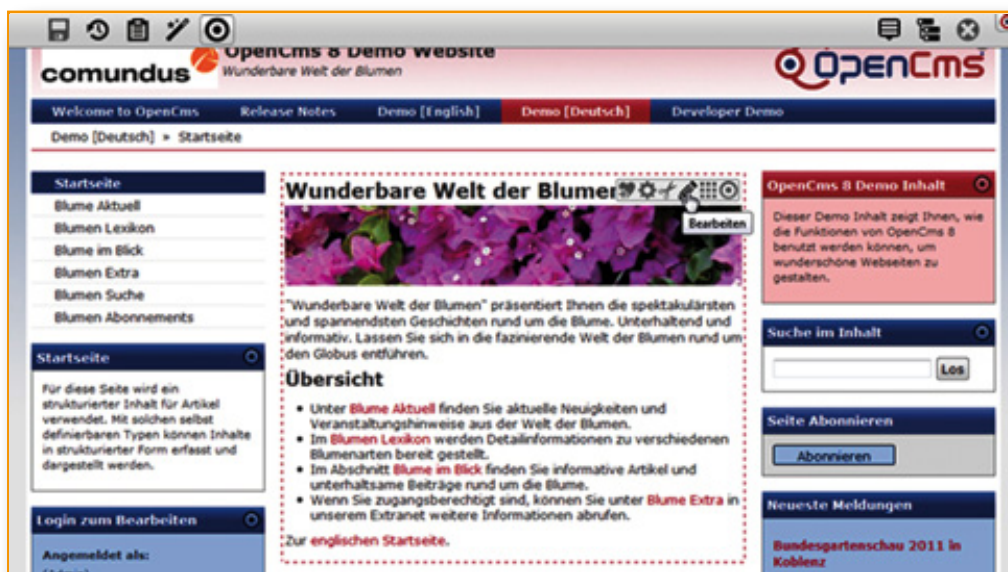 OpenCms 8 Demo Website
comundus
Wunderbare Welt der Blumen
OpenCms
Welcome to OpenCms Release Notes Demo [English] Demo [Deutsch] Developer Demo
Demo [Deutsch] » Startseite
Startseite
Blume Aktuell
Blumen Lexikon
Blume im Blick
Blumen Extra
Blumen Suche
Blumen Abonnements
Startseite
Für diese Seite wird ein
strukturierter Inhalt für Artikel
verwendet. Mit solchen selbst
definierbaren Typen können Inhalte
in strukturierter Form erfasst und
dargestellt werden.
Login zum Bearbeiten
Angemeldet als:
Wunderbare Welt der Blumen
Bearbeiten
"Wunderbare Welt der Blumen" präsentiert Ihnen die spektakulärsten
und spannendsten Geschichten rund um die Blume. Unterhaltend und
informativ. Lassen Sie sich in die fazinierende Welt der Blumen rund um
den Globus entführen.
Übersicht
• Unter Blume Aktuell finden Sie aktuelle Neuigkeiten und
Veranstaltungshinweise aus der Welt der Blumen.
• Im Blumen Lexikon werden Detailinformationen zu verschiedenen
Blumenarten bereit gestellt.
• Im Abschnitt Blume im Blick finden Sie informative Artikel und
unterhaltsame Beiträge rund um die Blume.
• Wenn Sie zugangsberechtigt sind, können Sie unter Blume Extra in
unserem Extranet weitere Informationen abrufen.
Zur englischen Startseite.
OpenCms 8 Demo Inhalt
Dieser Demo Inhalt zeigt Ihnen, wie
die Funktionen von OpenCms 8
benutzt werden können, um
wunderschöne Webseiten zu
gestalten.
Suche im Inhalt
Los
Seite Abonnieren
Abonnieren
Neueste Meldungen
Bundesgartenschau 2011 in
Koblenz